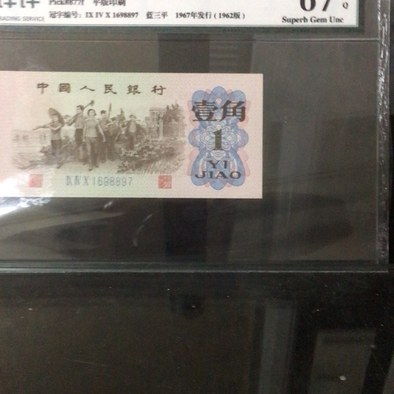 平版印刷
67 Q
冠字编号： IX IV X 1698897 蓝三平 1967年发行 ( 1962版 )
Superb Gem Unc
中國人民銀行
壹角
1
YI
JIAO
IX IV X 1698897